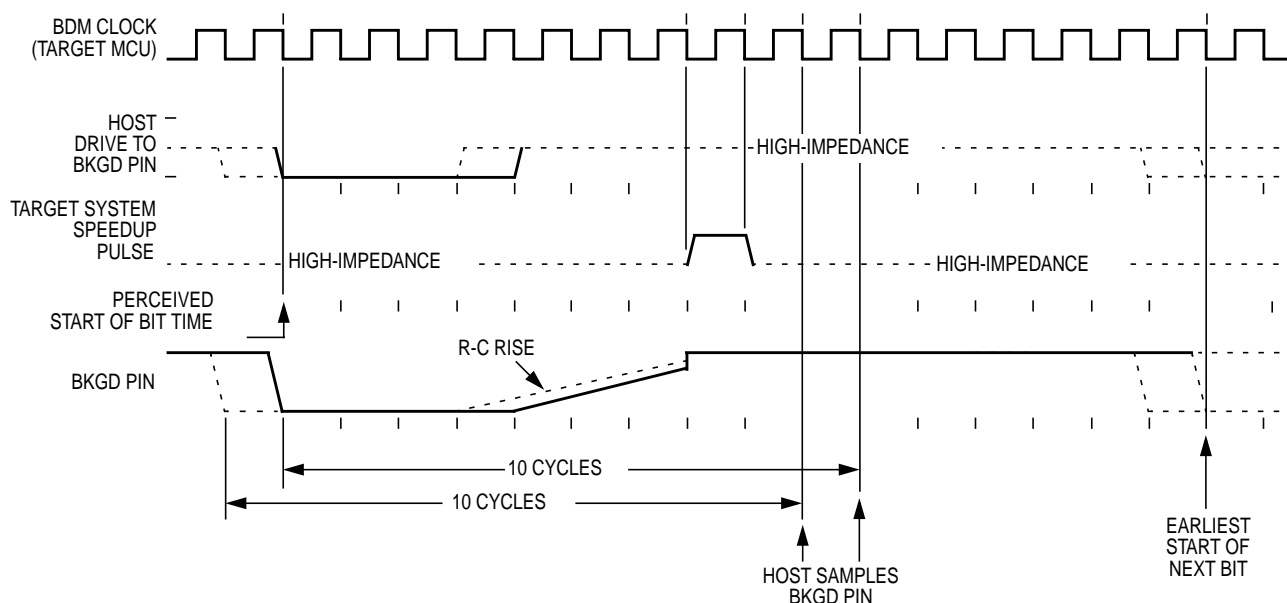 BDM CLOCK
(TARGET MCU)
HOST
DRIVE TO
BKGD PIN
HIGH-IMPEDANCE
TARGET SYSTEM
SPEEDUP
PULSE
HIGH-IMPEDANCE
HIGH-IMPEDANCE
PERCEIVED
START OF BIT TIME
R-C RISE
BKGD PIN
10 CYCLES
10 CYCLES
HOST SAMPLES
BKGD PIN
EARLIEST
START OF
NEXT BIT